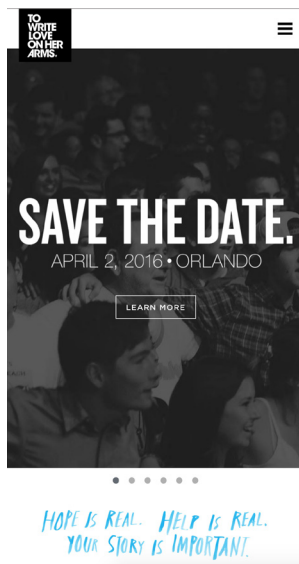 TO
WRITE
LOVE
ON HER
ARMS.
SAVE THE DATE.
APRIL 2, 2016 • ORLANDO
LEARN MORE
HOPE IS REAL. HELP IS REAL.
YOUR STORY IS IMPORTANT.